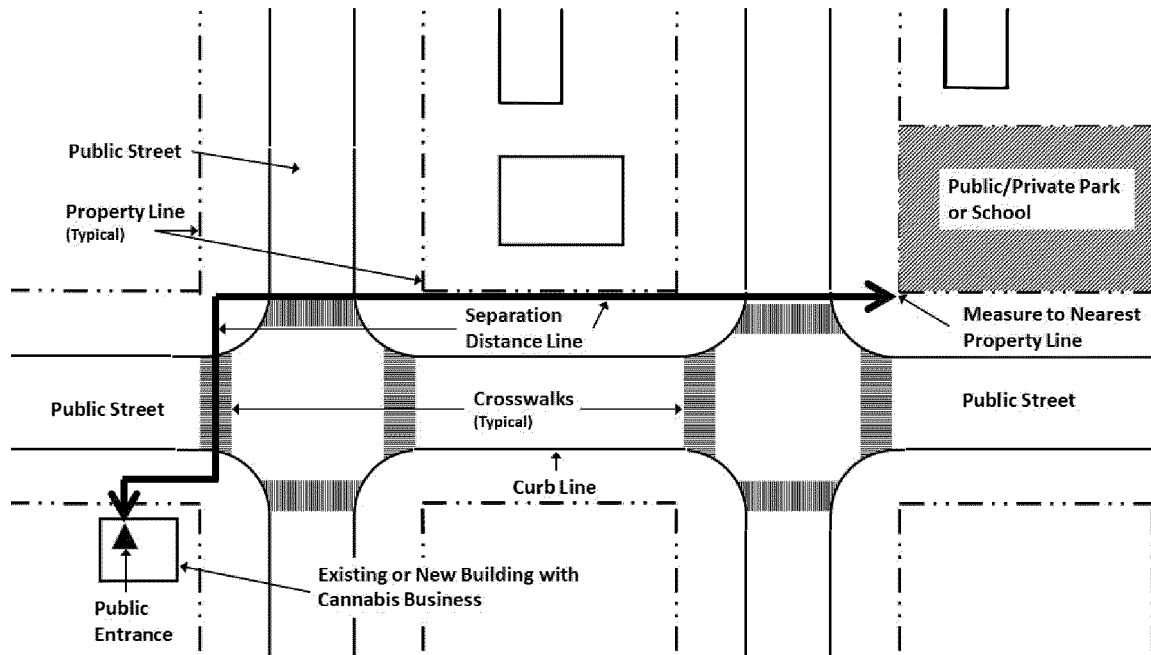 Public Street
Property Line
(Typical)
Public/Private Park
or School
Separation
Distance Line
Measure to Nearest
Property Line
Public Street
Crosswalks
(Typical)
Public Street
Curb Line
Existing or New Building with
Cannabis Business
Public
Entrance